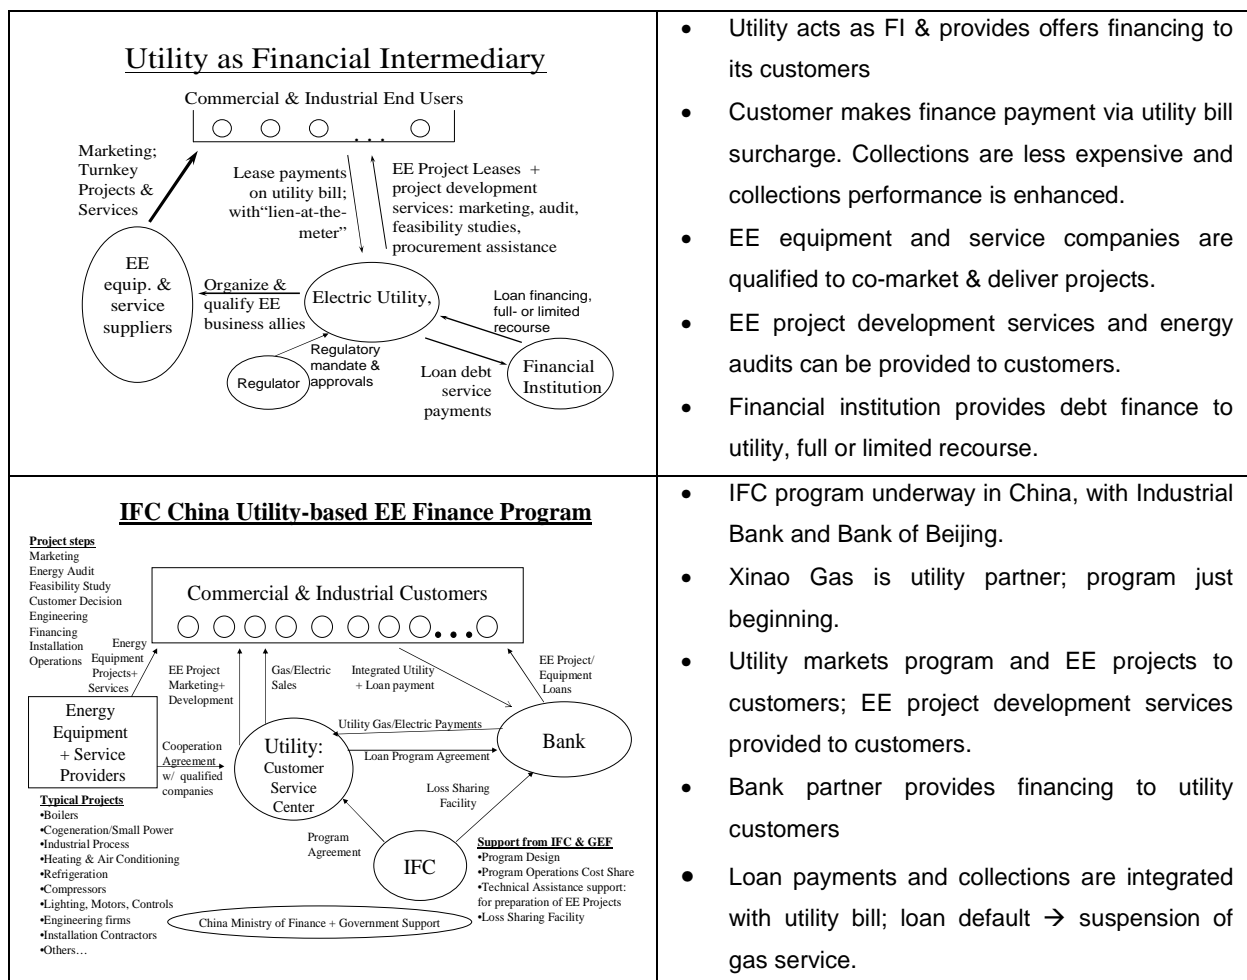 Utility as Financial Intermediary
Commercial & Industrial End Users
. . .
Marketing;
Turnkey
Projects &
Services
Lease payments
on utility bill;
with“lien-at-the-
meter”
EE Project Leases +
project development
services: marketing, audit,
feasibility studies,
procurement assistance
EE
equip. &
service
suppliers
Organize &
qualify EE
business allies
Electric Utility,
Loan financing,
full- or limited
recourse
Regulator
Regulatory
mandate &
approvals
Loan debt
service
payments
Financial
Institution
• Utility acts as FI & provides offers financing to
its customers
• Customer makes finance payment via utility bill
surcharge. Collections are less expensive and
collections performance is enhanced.
• EE equipment and service companies are
qualified to co-market & deliver projects.
• EE project development services and energy
audits can be provided to customers.
• Financial institution provides debt finance to
utility, full or limited recourse.
IFC China Utility-based EE Finance Program
Project steps
Marketing
Energy Audit
Feasibility Study
Customer Decision
Engineering
Financing
Installation
Operations
Commercial & Industrial Customers
...
Energy
Equipment
Projects+
Services
EE Project
Marketing+
Development
Gas/Electric
Sales
Integrated Utility
+ Loan payment
EE Project/
Equipment
Loans
Energy
Equipment
+ Service
Providers
Cooperation
Agreement
w/ qualified
companies
Utility:
Customer
Service
Center
Utility Gas/Electric Payments
Loan Program Agreement
Bank
Loss Sharing
Facility
Program
Agreement
IFC
Typical Projects
•Boilers
•Cogeneration/Small Power
•Industrial Process
•Heating & Air Conditioning
•Refrigeration
•Compressors
•Lighting, Motors, Controls
•Engineering firms
•Installation Contractors
•Others…
Support from IFC & GEF
•Program Design
•Program Operations Cost Share
•Technical Assistance support:
for preparation of EE Projects
•Loss Sharing Facility
China Ministry of Finance + Government Support
• IFC program underway in China, with Industrial
Bank and Bank of Beijing.
• Xinao Gas is utility partner; program just
beginning.
• Utility markets program and EE projects to
customers; EE project development services
provided to customers.
• Bank partner provides financing to utility
customers
• Loan payments and collections are integrated
with utility bill; loan default → suspension of
gas service.